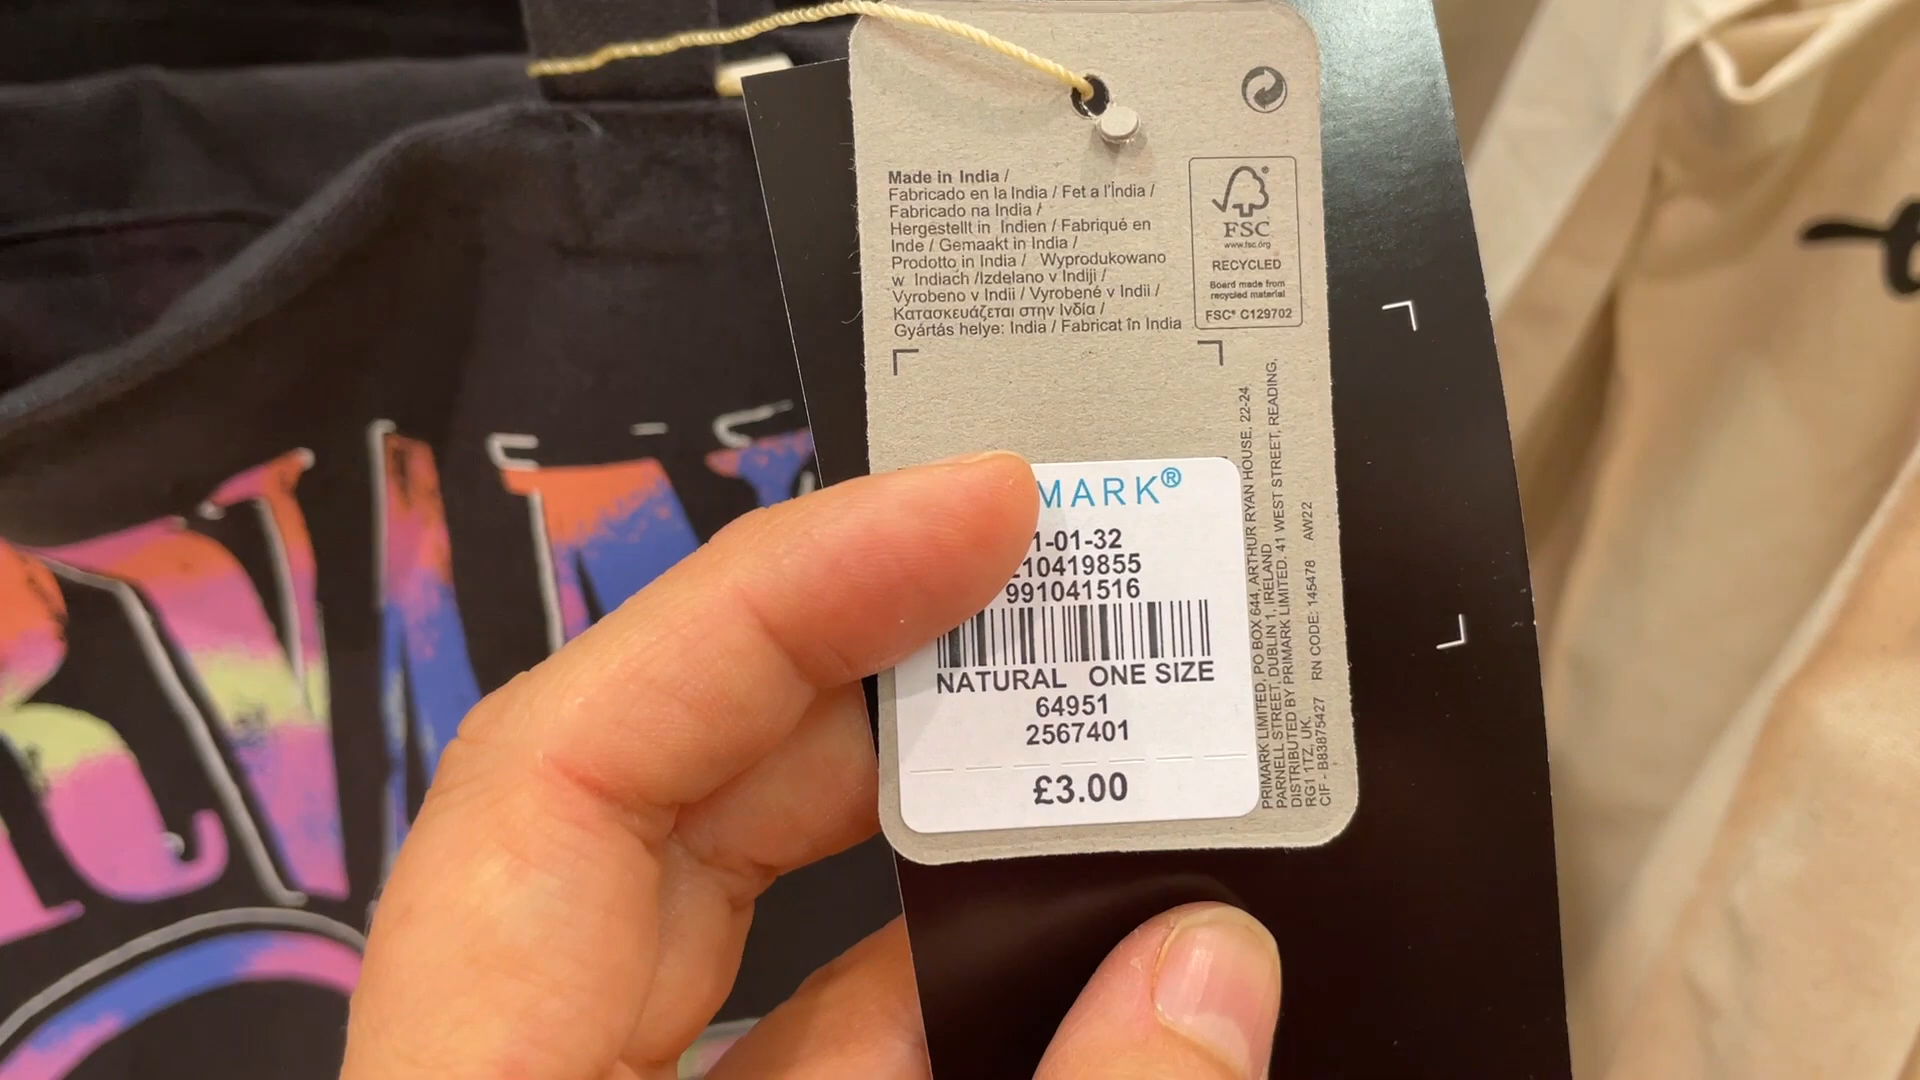 Made in India /
Fabricado en la India / Fet a l'Índia /
Fabricado na India /
Hergestellt in Indien / Fabriqué en
Inde / Gemaakt in India /
Prodotto in India / Wyprodukowano
w Indiach /Izdelano v Indiji /
Vyrobeno v Indii / Vyrobené v Indii /
Κατασκευάζεται στην Ινδία /
Gyártás helye: India / Fabricat în India
FSC®
www.fsc.org
RECYCLED
Board made from
recycled material
FSC® C129702
MARK®
1-01-32
10419855
991041516
NATURAL ONE SIZE
64951
2567401
£3.00
PRIMARK LIMITED, PO BOX 644, ARTHUR RYAN HOUSE, 22-24
PARNELL STREET, DUBLIN 1, IRELAND
DISTRIBUTED BY PRIMARK LIMITED. 41 WEST STREET, READING,
RG1 1TZ, UK.
CIF - B83875427 RN CODE: 145478 AW22